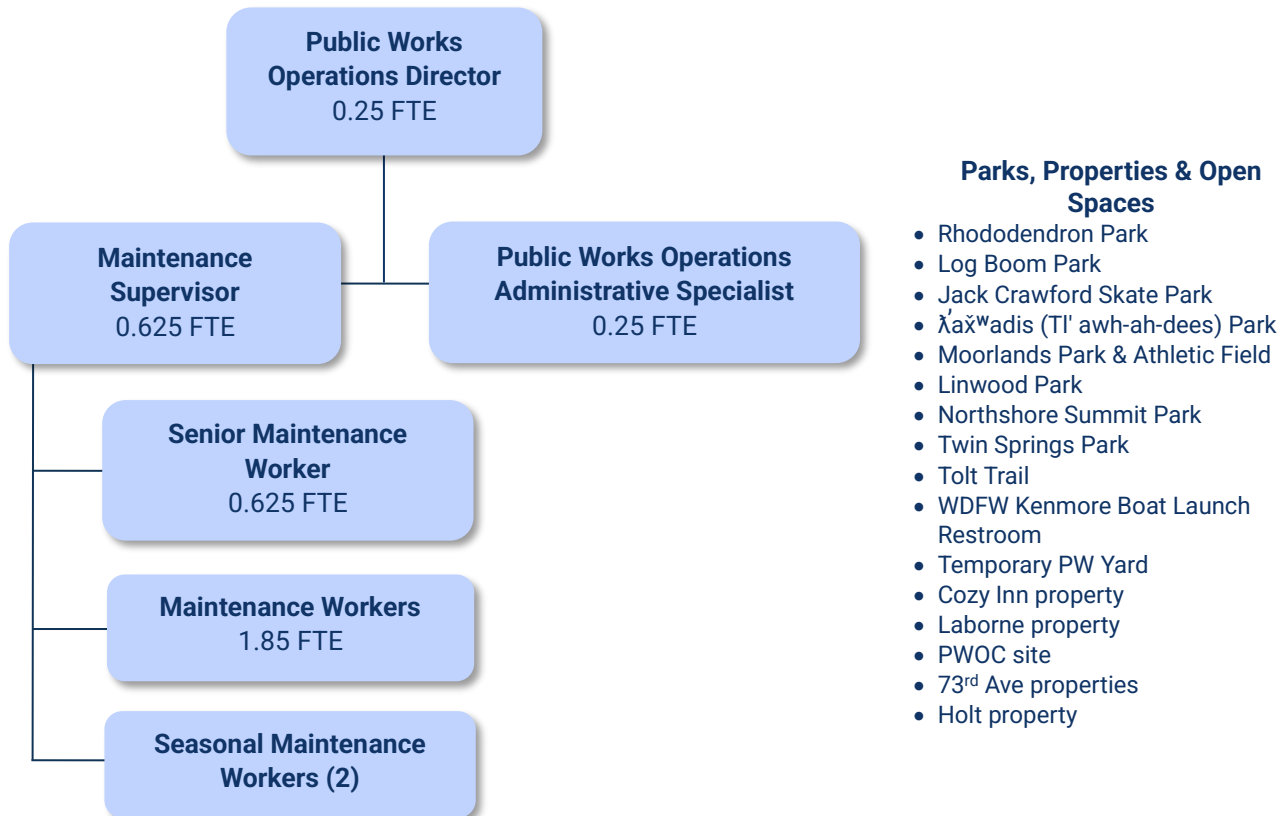 Public Works
Operations Director
0.25 FTE
Maintenance
Supervisor
0.625 FTE
Public Works Operations
Administrative Specialist
0.25 FTE
Senior Maintenance
Worker
0.625 FTE
Maintenance Workers
1.85 FTE
Seasonal Maintenance
Workers (2)
Parks, Properties & Open
Spaces
• Rhododendron Park
• Log Boom Park
• Jack Crawford Skate Park
• ƛ̓ax̌ʷadis (Tl' awh-ah-dees) Park
• Moorlands Park & Athletic Field
• Linwood Park
• Northshore Summit Park
• Twin Springs Park
• Tolt Trail
• WDFW Kenmore Boat Launch
Restroom
• Temporary PW Yard
• Cozy Inn property
• Laborne property
• PWOC site
• 73rd Ave properties
• Holt property